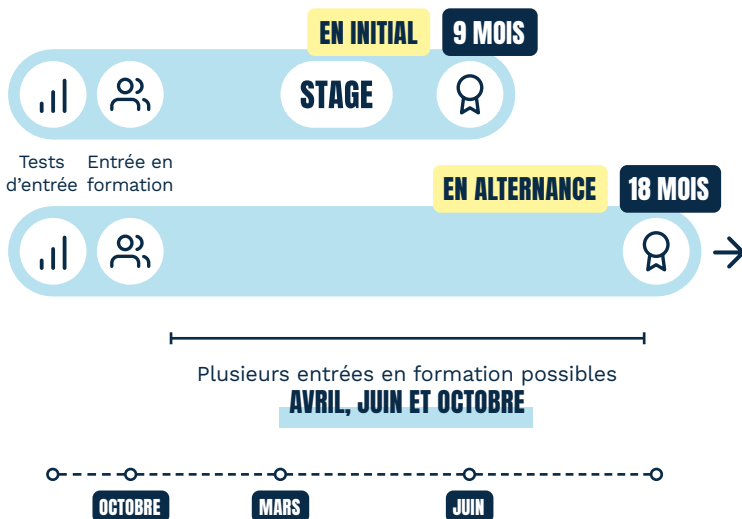 EN INITIAL 9 MOIS
STAGE
Tests Entrée en
d'entrée formation
EN ALTERNANCE 18 MOIS
Plusieurs entrées en formation possibles
AVRIL, JUIN ET OCTOBRE
OCTOBRE MARS JUIN